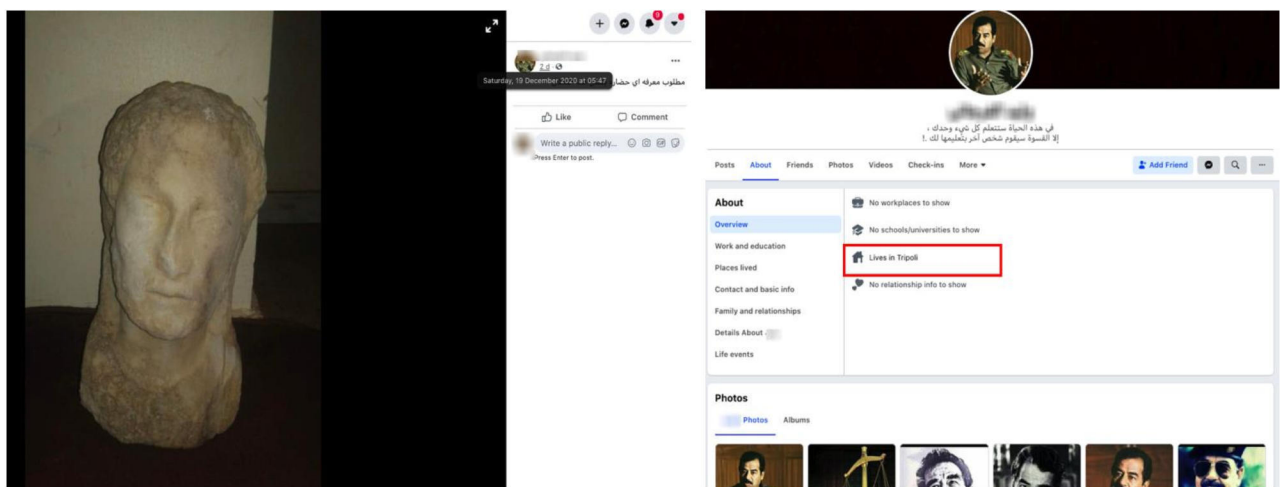 2 d
Saturday, 19 December 2020 at 05:47
مطلوب معرفه اي حضار
Like
Comment
Write a public reply...
GIF
Press Enter to post.
في هذه الحياة ستتعلم كل شيء وحدك ،
إلا القسوة سيقوم شخص آخر بتعليمها لك .!
Posts
About
Friends
Photos
Videos
Check-ins
More
Add Friend
About
Overview
Work and education
Places lived
Contact and basic info
Family and relationships
Details About
Life events
No workplaces to show
No schools/universities to show
Lives in Tripoli
No relationship info to show
Photos
Photos
Albums